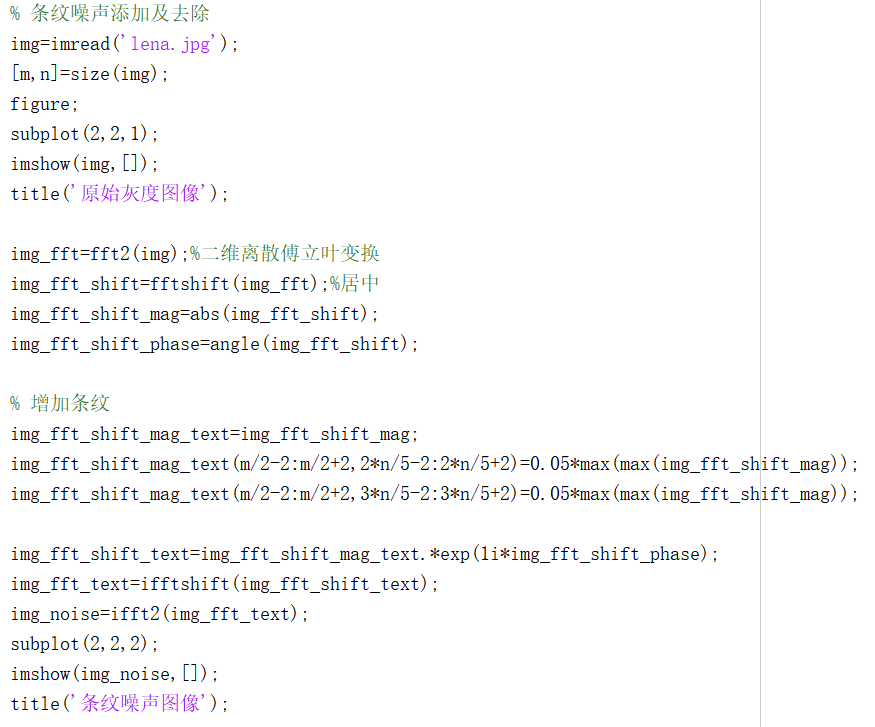 % 条纹噪声添加及去除
img=imread('lena.jpg');
[m,n]=size(img);
figure;
subplot(2,2,1);
imshow(img,[]);
title('原始灰度图像');
img_fft=fft2(img);%二维离散傅立叶变换
img_fft_shift=fftshift(img_fft);%居中
img_fft_shift_mag=abs(img_fft_shift);
img_fft_shift_phase=angle(img_fft_shift);
% 增加条纹
img_fft_shift_mag_text=img_fft_shift_mag;
img_fft_shift_mag_text(m/2-2:m/2+2,2*n/5-2:2*n/5+2)=0.05*max(max(img_fft_shift_mag));
img_fft_shift_mag_text(m/2-2:m/2+2,3*n/5-2:3*n/5+2)=0.05*max(max(img_fft_shift_mag));
img_fft_shift_text=img_fft_shift_mag_text.*exp(1i*img_fft_shift_phase);
img_fft_text=ifftshift(img_fft_shift_text);
img_noise=ifft2(img_fft_text);
subplot(2,2,2);
imshow(img_noise,[]);
title('条纹噪声图像');